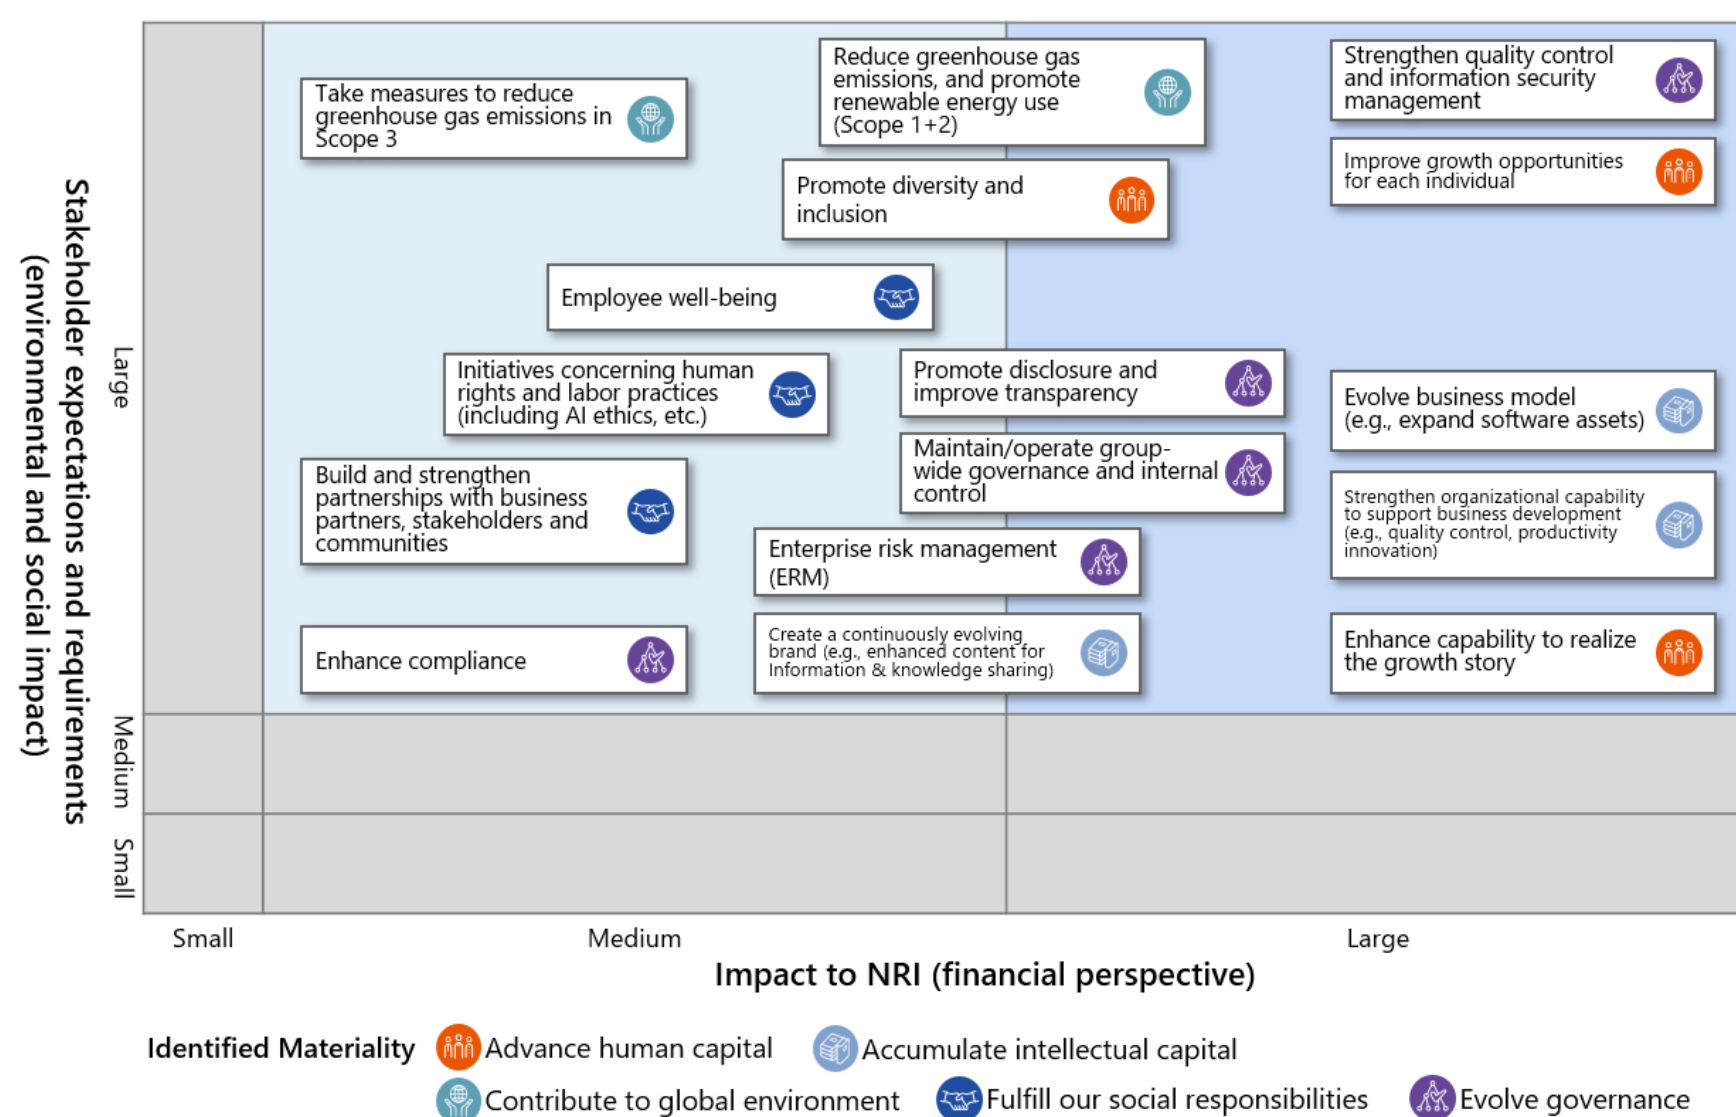 Stakeholder expectations and requirements
(environmental and social impact)
Large
Medium
Small
Take measures to reduce
greenhouse gas emissions in
Scope 3
Reduce greenhouse gas
emissions, and promote
renewable energy use
(Scope 1+2)
Strengthen quality control
and information security
management
Improve growth opportunities
for each individual
Promote diversity and
inclusion
Employee well-being
Initiatives concerning human
rights and labor practices
(including AI ethics, etc.)
Promote disclosure and
improve transparency
Evolve business model
(e.g., expand software assets)
Maintain/operate group-
wide governance and internal
control
Build and strengthen
partnerships with business
partners, stakeholders and
communities
Strengthen organizational capability
to support business development
(e.g., quality control, productivity
innovation)
Enterprise risk management
(ERM)
Enhance compliance
Create a continuously evolving
brand (e.g., enhanced content for
Information & knowledge sharing)
Enhance capability to realize
the growth story
Small
Medium
Large
Impact to NRI (financial perspective)
Identified Materiality
Advance human capital
Accumulate intellectual capital
Contribute to global environment
Fulfill our social responsibilities
Evolve governance